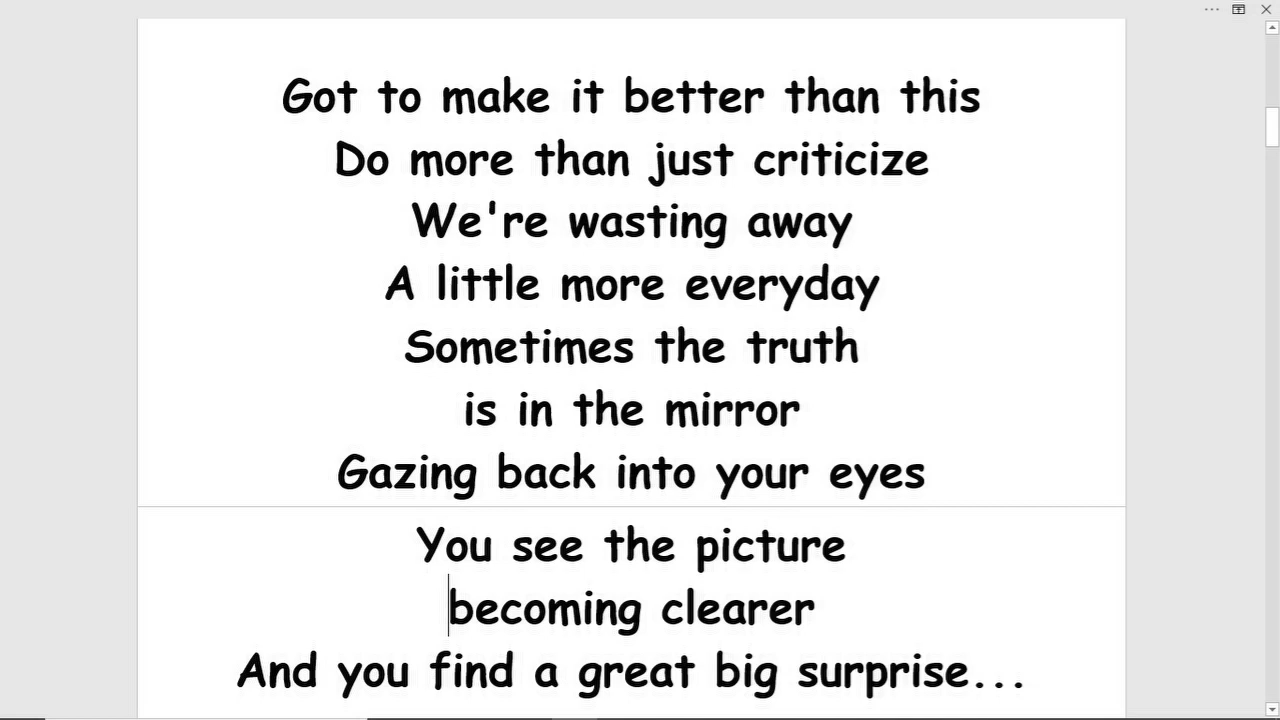 Got to make it better than this
Do more than just criticize
We're wasting away
A little more everyday
Sometimes the truth
is in the mirror
Gazing back into your eyes
You see the picture
becoming clearer
And you find a great big surprise...